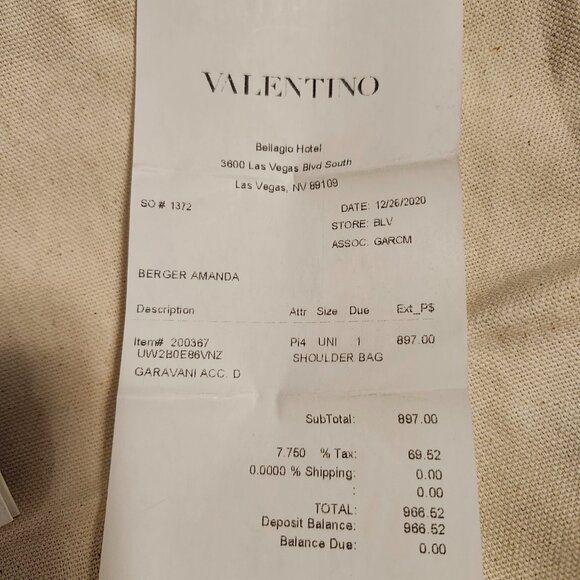 VALENTINO
Bellagio Hotel
3600 Las Vegas Blvd South
Las Vegas, NV 89109
SO # 1372
DATE: 12/26/2020
STORE: BLV
ASSOC: GARCM
BERGER AMANDA
Description Attr Size Due Ext_P$
Item# 200367 Pi4 UNI 1 897.00
UW2B0E86VNZ SHOULDER BAG
GARAVANI ACC. D
SubTotal: 897.00
7.750 % Tax: 69.52
0.0000 % Shipping: 0.00
: 0.00
TOTAL: 966.52
Deposit Balance: 966.52
Balance Due: 0.00